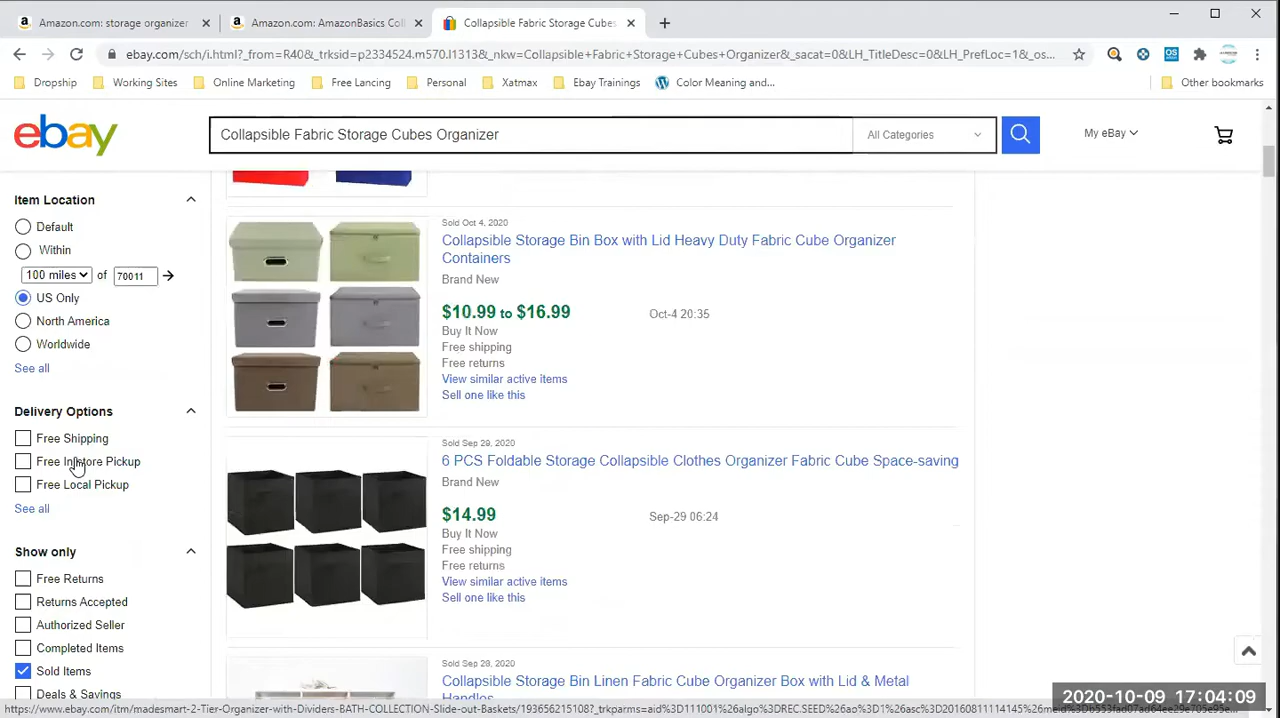 Amazon.com: storage organizer
Amazon.com: AmazonBasics Coll
Collapsible Fabric Storage Cubes
ebay.com/sch/i.html?_from=R40&_trksid=p2334524.m570.l1313&_nkw=Collapsible+Fabric+Storage+Cubes+Organizer&_sacat=0&LH_TitleDesc=0&LH_PrefLoc=1&_os...
Dropship Working Sites Online Marketing Free Lancing Personal Xatmax Ebay Trainings Color Meaning and... Other bookmarks
ebay
Collapsible Fabric Storage Cubes Organizer
All Categories
My eBay
Item Location
Default
Within
100 miles of 70011
US Only
North America
Worldwide
See all
Delivery Options
Free Shipping
Free In-store Pickup
Free Local Pickup
See all
Show only
Free Returns
Returns Accepted
Authorized Seller
Completed Items
Sold Items
Deals & Savings
Sold Oct 4, 2020
Collapsible Storage Bin Box with Lid Heavy Duty Fabric Cube Organizer
Containers
Brand New
$10.99 to $16.99 Oct-4 20:35
Buy It Now
Free shipping
Free returns
View similar active items
Sell one like this
Sold Sep 29, 2020
6 PCS Foldable Storage Collapsible Clothes Organizer Fabric Cube Space-saving
Brand New
$14.99 Sep-29 06:24
Buy It Now
Free shipping
Free returns
View similar active items
Sell one like this
Sold Sep 28, 2020
Collapsible Storage Bin Linen Fabric Cube Organizer Box with Lid & Metal
Handles
2020-10-09 17:04:09